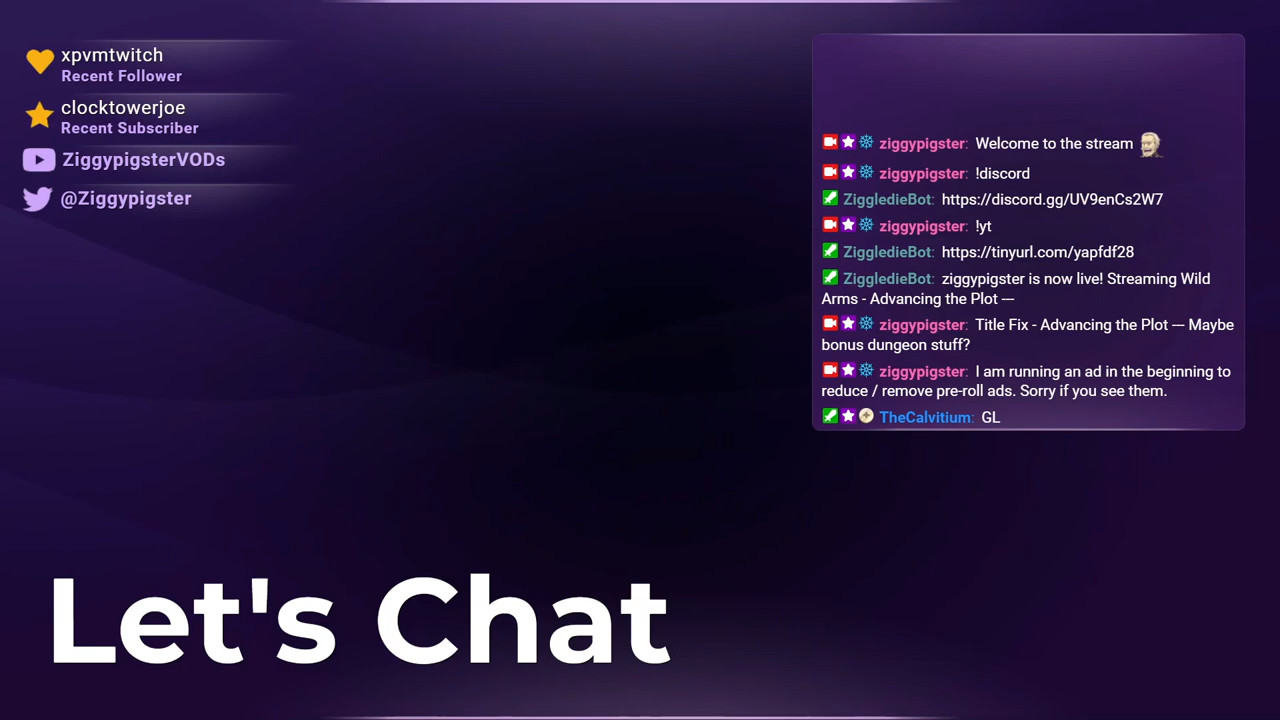 xpvmtwitch
Recent Follower
clocktowerjoe
Recent Subscriber
ZiggypigsterVODs
@Ziggypigster
ziggypigster: Welcome to the stream
ziggypigster: !discord
ZiggledieBot: https://discord.gg/UV9enCs2W7
ziggypigster: !yt
ZiggledieBot: https://tinyurl.com/yapfdf28
ZiggledieBot: ziggypigster is now live! Streaming Wild
Arms - Advancing the Plot ---
ziggypigster: Title Fix - Advancing the Plot --- Maybe
bonus dungeon stuff?
ziggypigster: I am running an ad in the beginning to
reduce / remove pre-roll ads. Sorry if you see them.
TheCalvitium: GL
Let's Chat